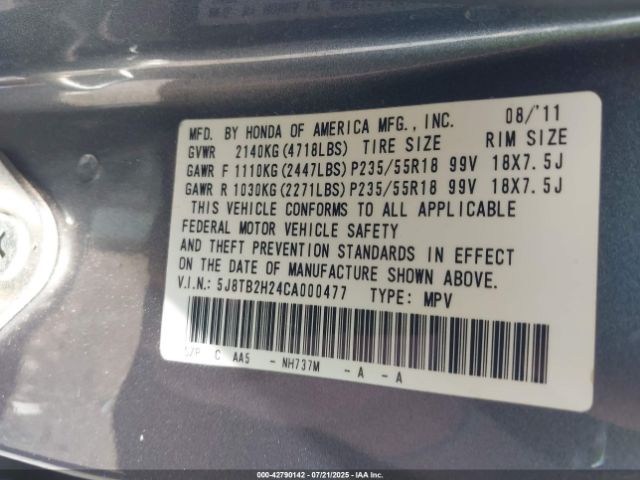 MFD. BY HONDA OF AMERICA MFG., INC. 08/'11
GVWR 2140KG(4718LBS) TIRE SIZE RIM SIZE
GAWR F 1110KG(2447LBS)P235/55R18 99V 18X7.5J
GAWR R 1030KG(2271LBS)P235/55R18 99V 18X7.5J
THIS VEHICLE CONFORMS TO ALL APPLICABLE
FEDERAL MOTOR VEHICLE SAFETY
AND THEFT PREVENTION STANDARDS IN EFFECT
ON THE DATE OF MANUFACTURE SHOWN ABOVE.
V.I.N.: 5J8TB2H24CA000477 TYPE: MPV
C AA5 - NH737M - A - A
000-42790142 | 07/21/2025 - IAA Inc.